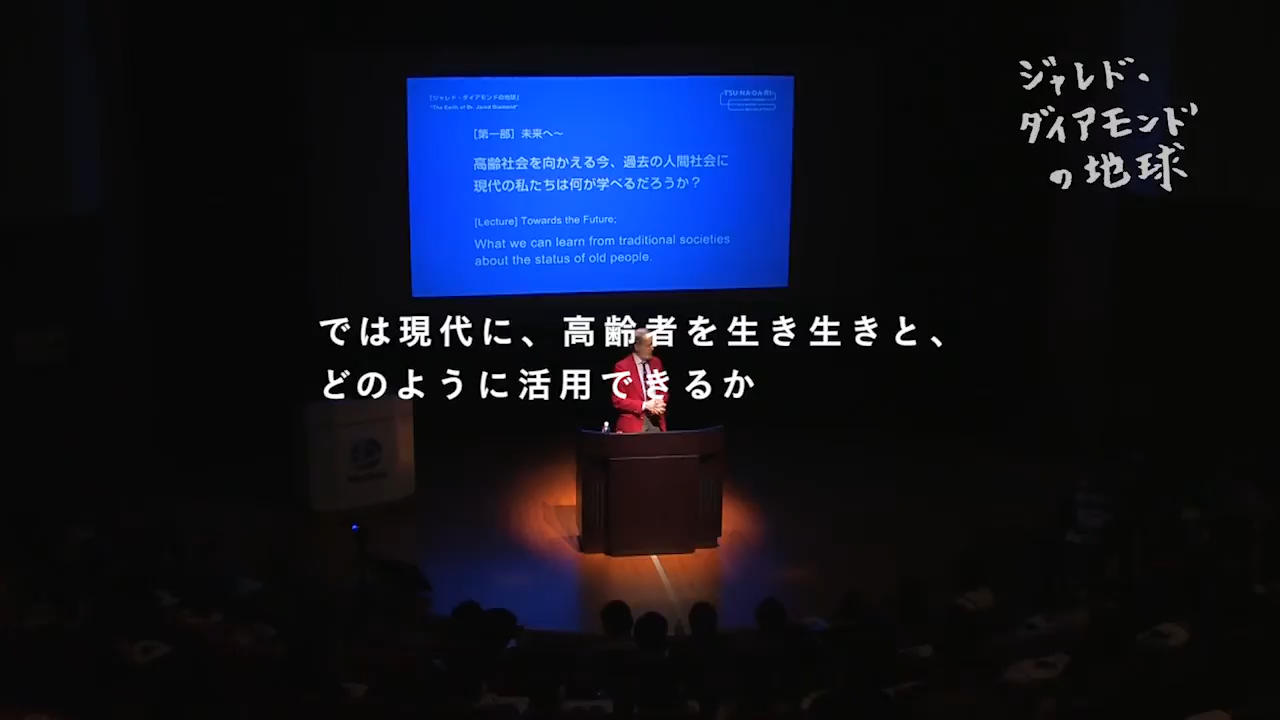 「ジャレド・ダイアモンドの地球」
"The Earth of Dr. Jared Diamond"
TSUNAGARI
ジャレド・
ダイアモンド
の地球
[第一部] 未来へ～
高齢社会を向かえる今、過去の人間社会に
現代の私たちは何が学べるだろうか？
[Lecture] Towards the Future;
What we can learn from traditional societies
about the status of old people.
では現代に、高齢者を生き生きと、
どのように活用できるか